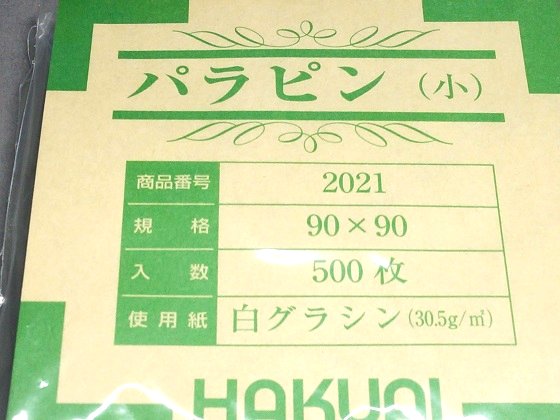 パラピン（小）
商品番号 2021
規格 90×90
入数 500枚
使用紙 白グラシン（30.5g/㎡）